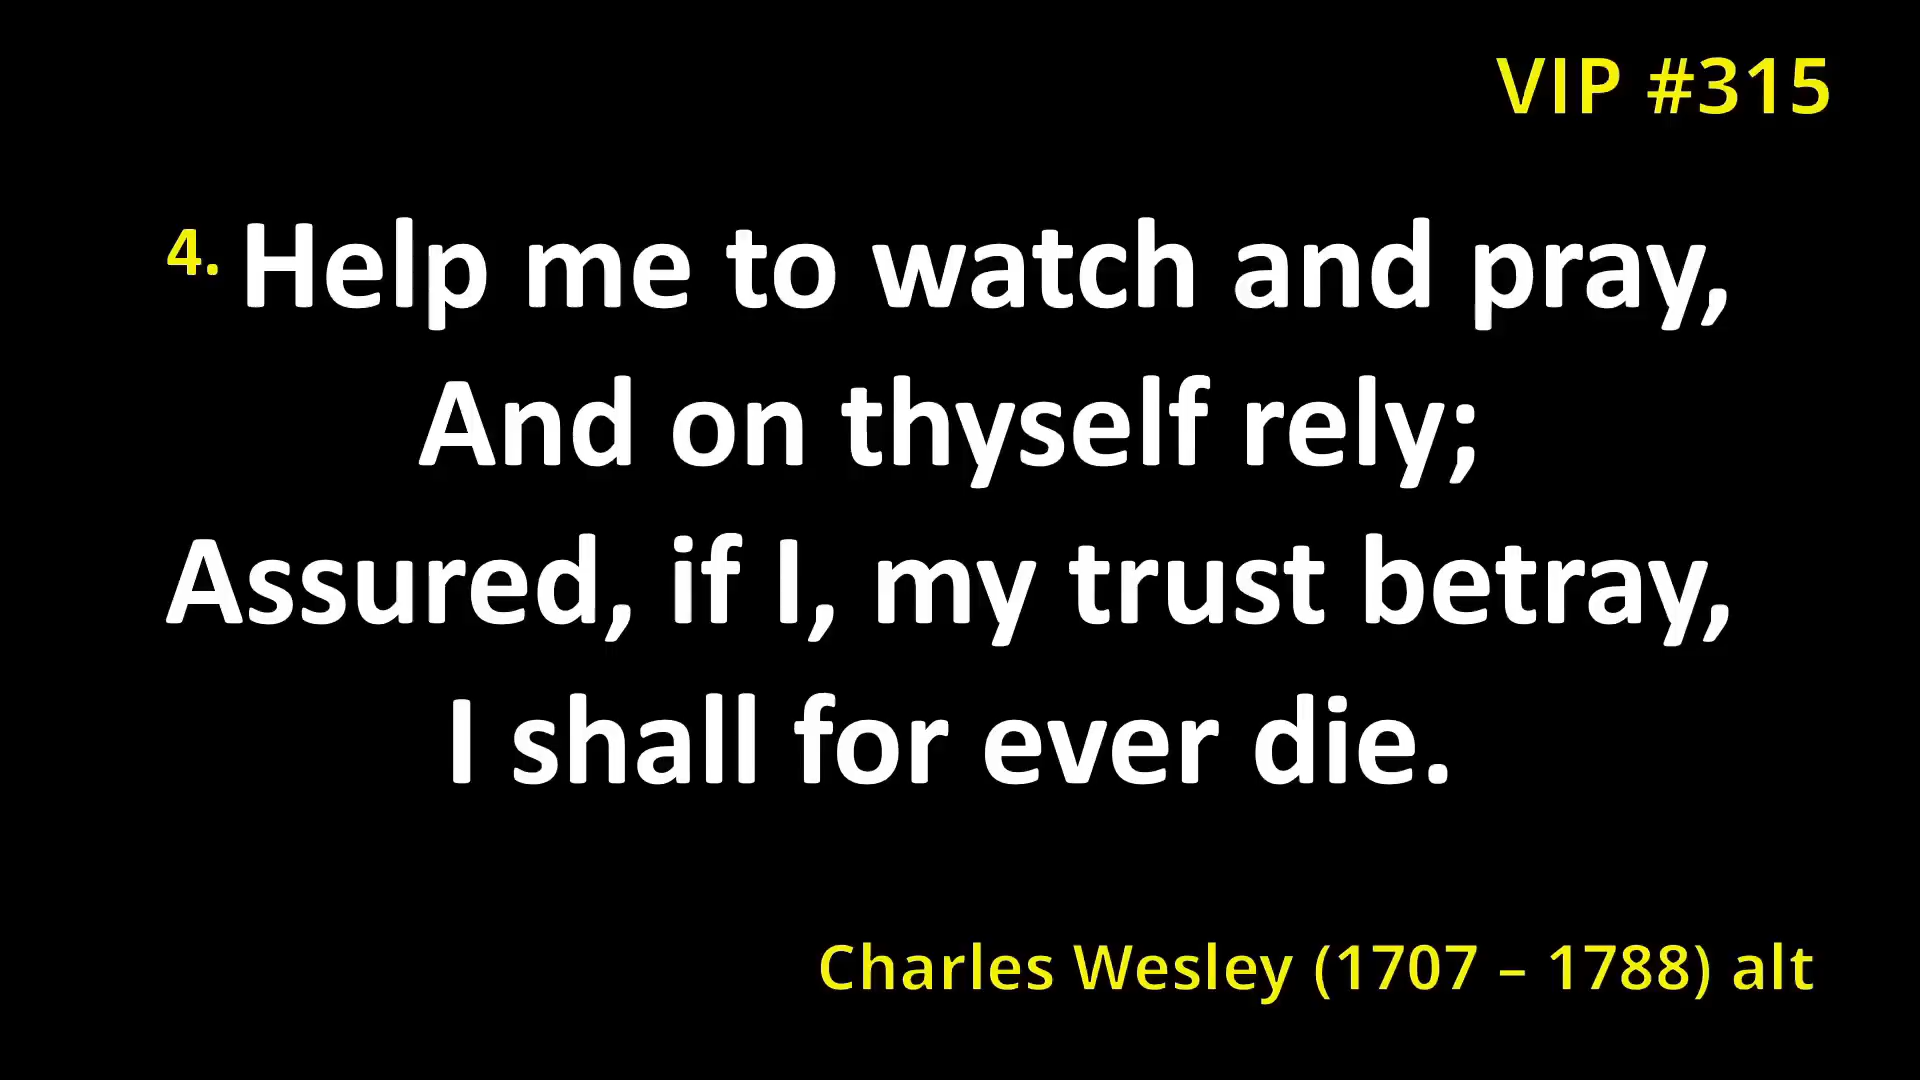 VIP #315
4. Help me to watch and pray,
And on thyself rely;
Assured, if I, my trust betray,
I shall for ever die.
Charles Wesley (1707 – 1788) alt